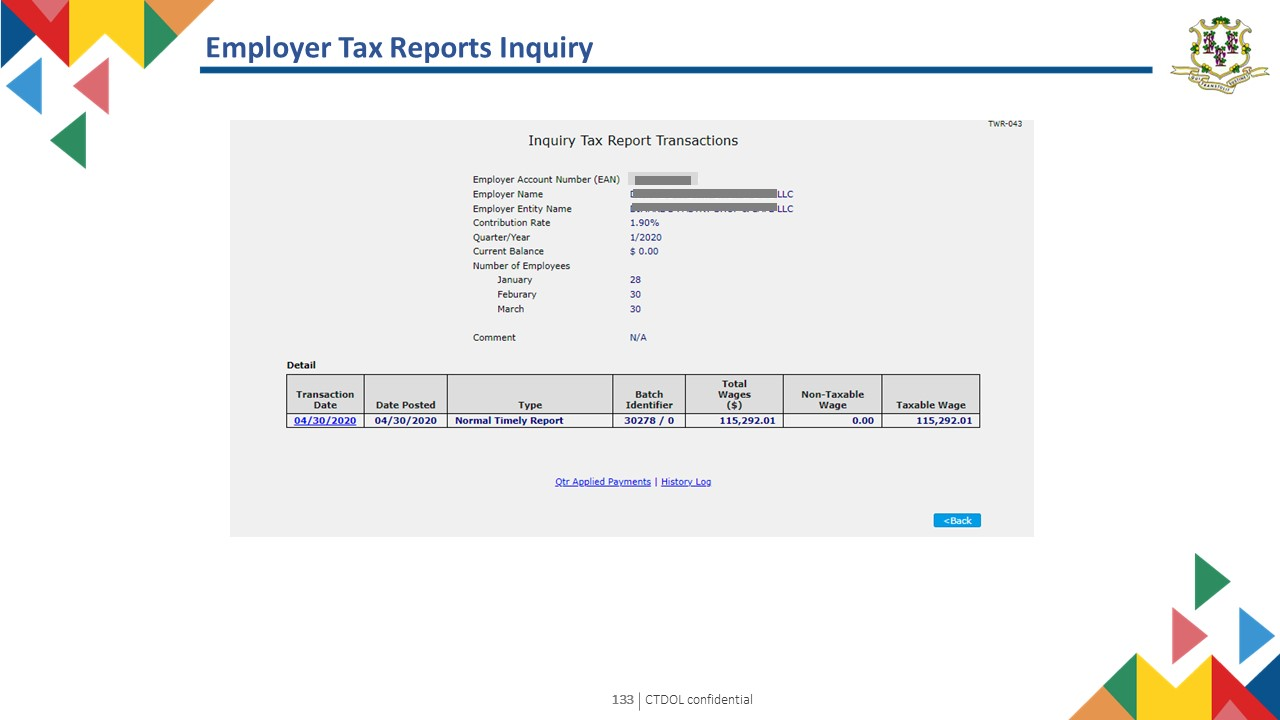 Employer Tax Reports Inquiry
TWR-043
Inquiry Tax Report Transactions
Employer Account Number (EAN)
Employer Name LLC
Employer Entity Name LLC
Contribution Rate 1.90%
Quarter/Year 1/2020
Current Balance $ 0.00
Number of Employees
January 28
Feburary 30
March 30
Comment N/A
Detail
Transaction Date Date Posted Type Batch Identifier Total Wages ($) Non-Taxable Wage Taxable Wage
04/30/2020 04/30/2020 Normal Timely Report 30278 / 0 115,292.01 0.00 115,292.01
Qtr Applied Payments | History Log
<Back
133 CTDOL confidential